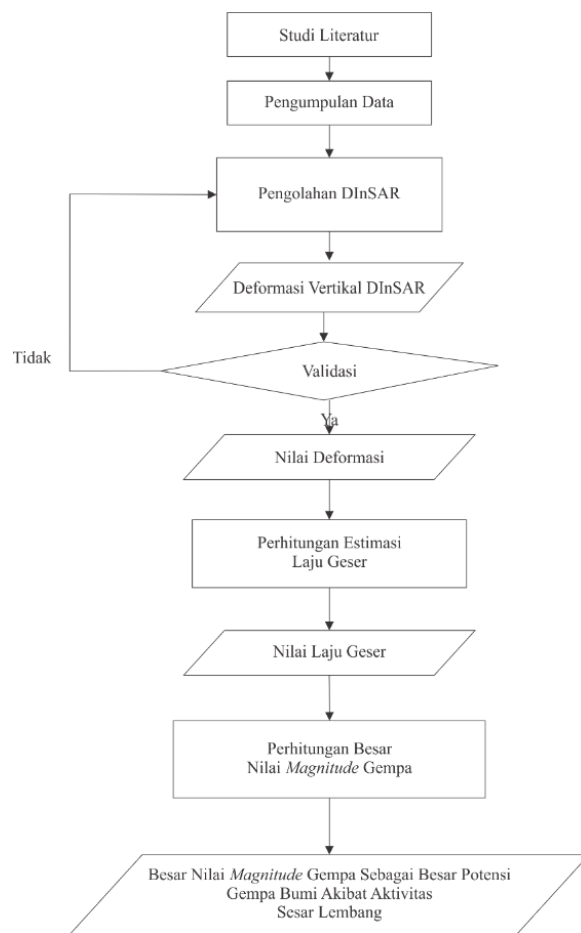 Studi Literatur
Pengumpulan Data
Pengolahan DInSAR
Deformasi Vertikal DInSAR
Tidak
Validasi
Ya
Nilai Deformasi
Perhitungan Estimasi
Laju Geser
Nilai Laju Geser
Perhitungan Besar
Nilai Magnitude Gempa
Besar Nilai Magnitude Gempa Sebagai Besar Potensi
Gempa Bumi Akibat Aktivitas
Sesar Lembang